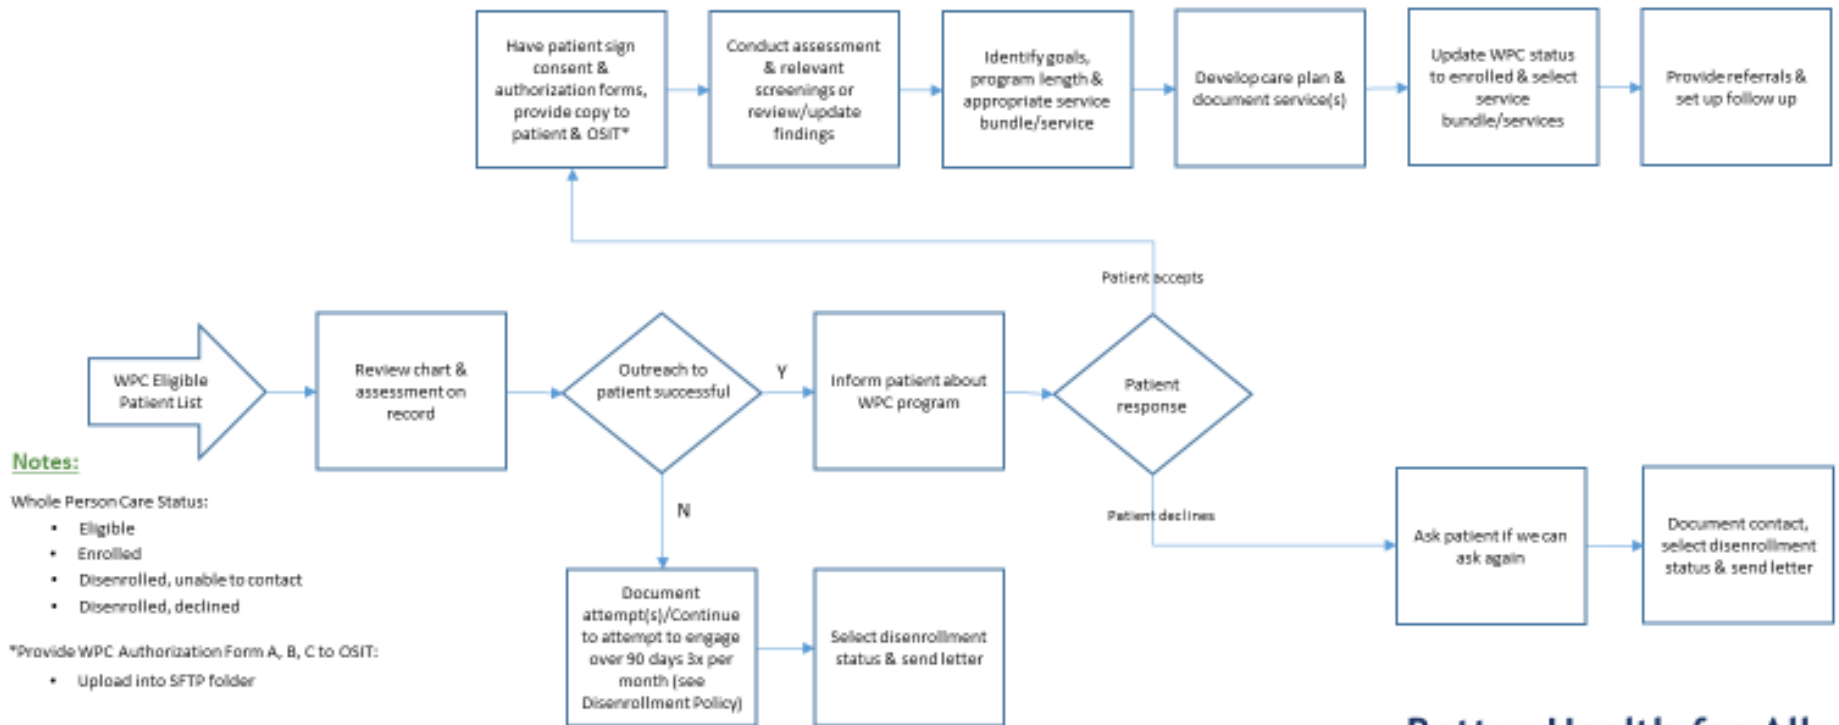 Have patient sign
consent &
authorization forms,
provide copy to
patient & OSIT*
Conduct assessment
& relevant
screenings or
review/update
findings
Identify goals,
program length &
appropriate service
bundle/service
Develop care plan &
document service(s)
Update WPC status
to enrolled & select
service
bundle/services
Provide referrals &
set up follow up
Patient accepts
WPC Eligible
Patient List
Review chart &
assessment on
record
Outreach to
patient successful
Y
Inform patient about
WPC program
Patient
response
N
Patient declines
Ask patient if we can
ask again
Document contact,
select disenrollment
status & send letter
Document
attempt(s)/Continue
to attempt to engage
over 90 days 3x per
month (see
Disenrollment Policy)
Select disenrollment
status & send letter
Notes:
Whole Person Care Status:
▪ Eligible
▪ Enrolled
▪ Disenrolled, unable to contact
▪ Disenrolled, declined
*Provide WPC Authorization Form A, B, C to OSIT:
▪ Upload into SFTP folder
Better Health for All